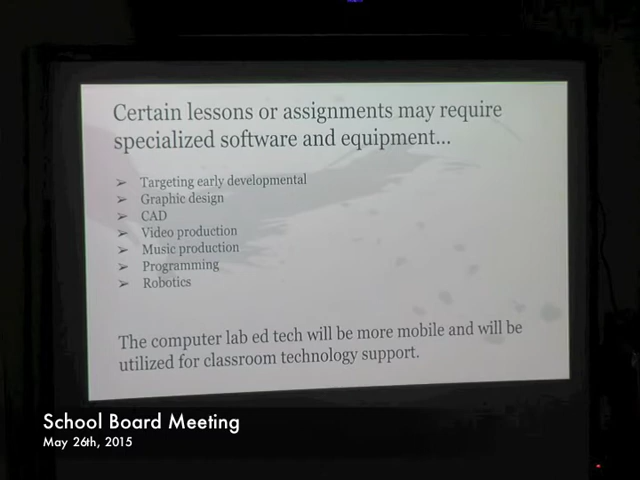 Certain lessons or assignments may require
specialized software and equipment...
➢ Targeting early developmental
➢ Graphic design
➢ CAD
➢ Video production
➢ Music production
➢ Programming
➢ Robotics
The computer lab ed tech will be more mobile and will be
utilized for classroom technology support.
School Board Meeting
May 26th, 2015